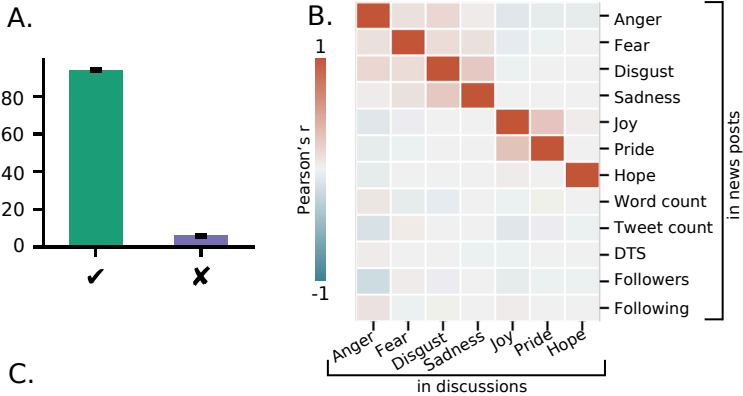 A.
80
60
40
20
0
✔
✘
B.
1
Pearson's r
-1
Anger
Fear
Disgust
Sadness
Joy
Pride
Hope
Word count
Tweet count
DTS
Followers
Following
in news posts
Anger
Fear
Disgust
Sadness
Joy
Pride
Hope
in discussions
C.